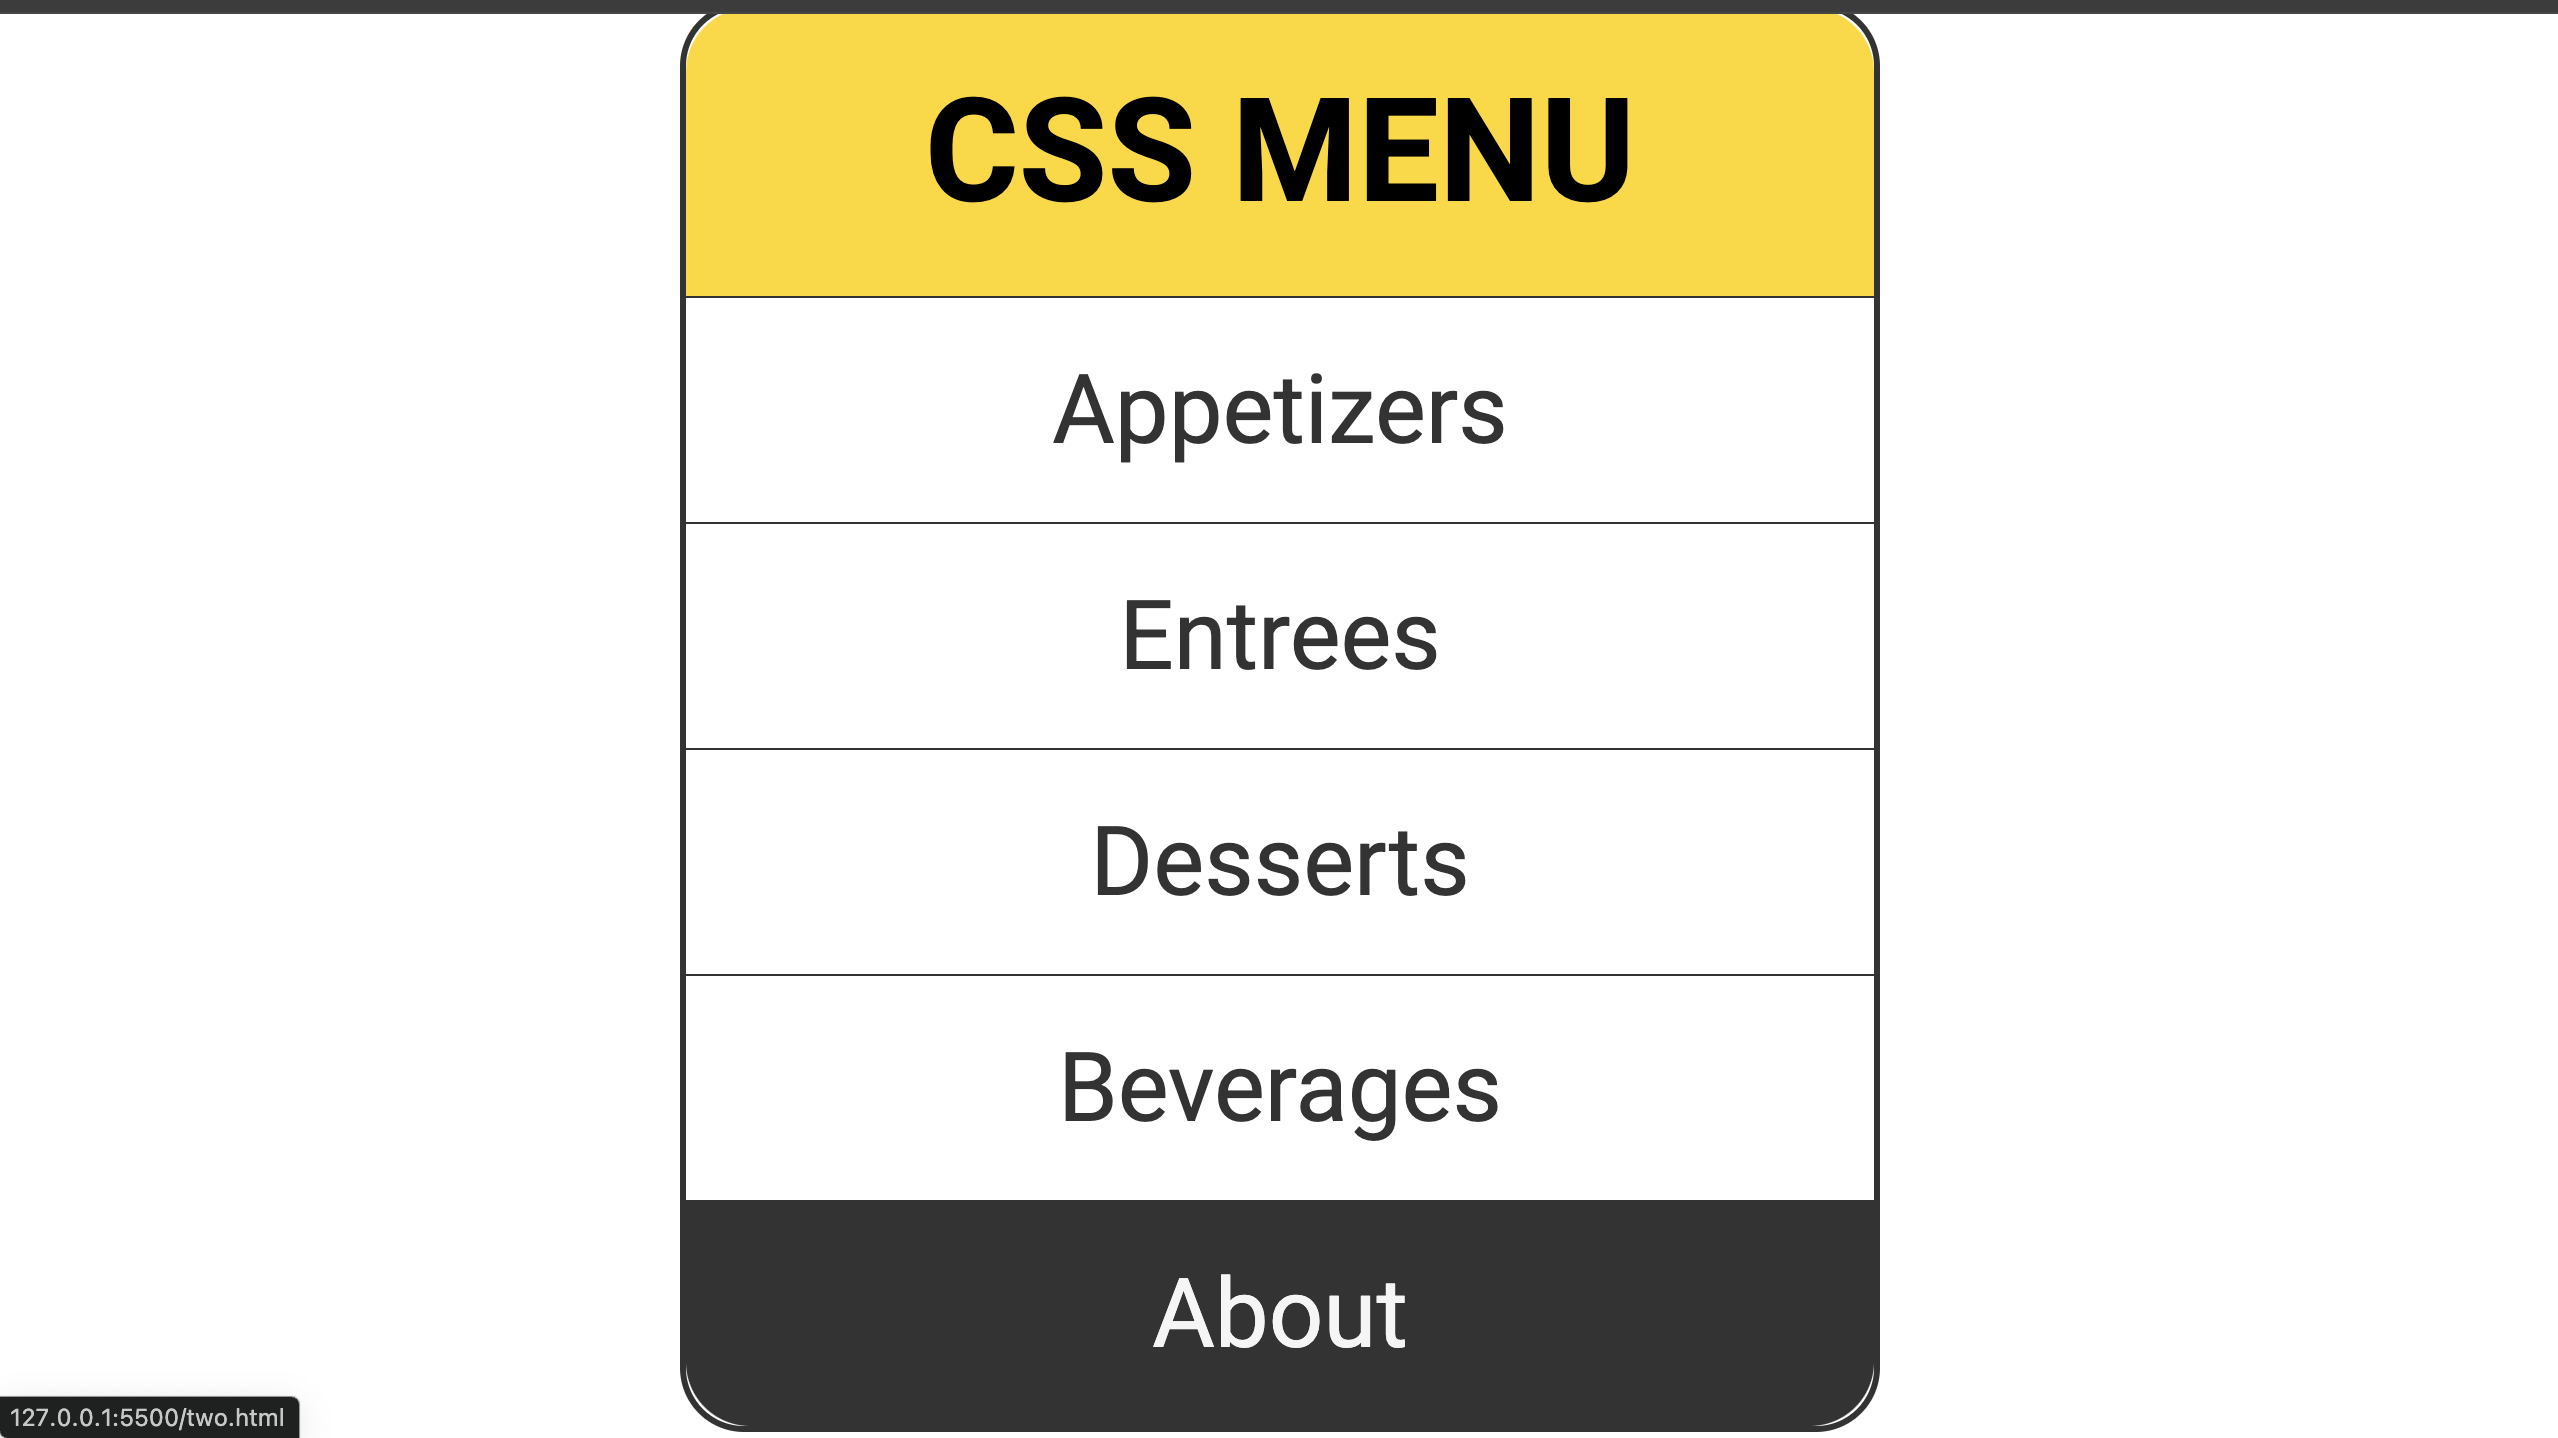 CSS MENU
Appetizers
Entrees
Desserts
Beverages
About
127.0.0.1:5500/two.html